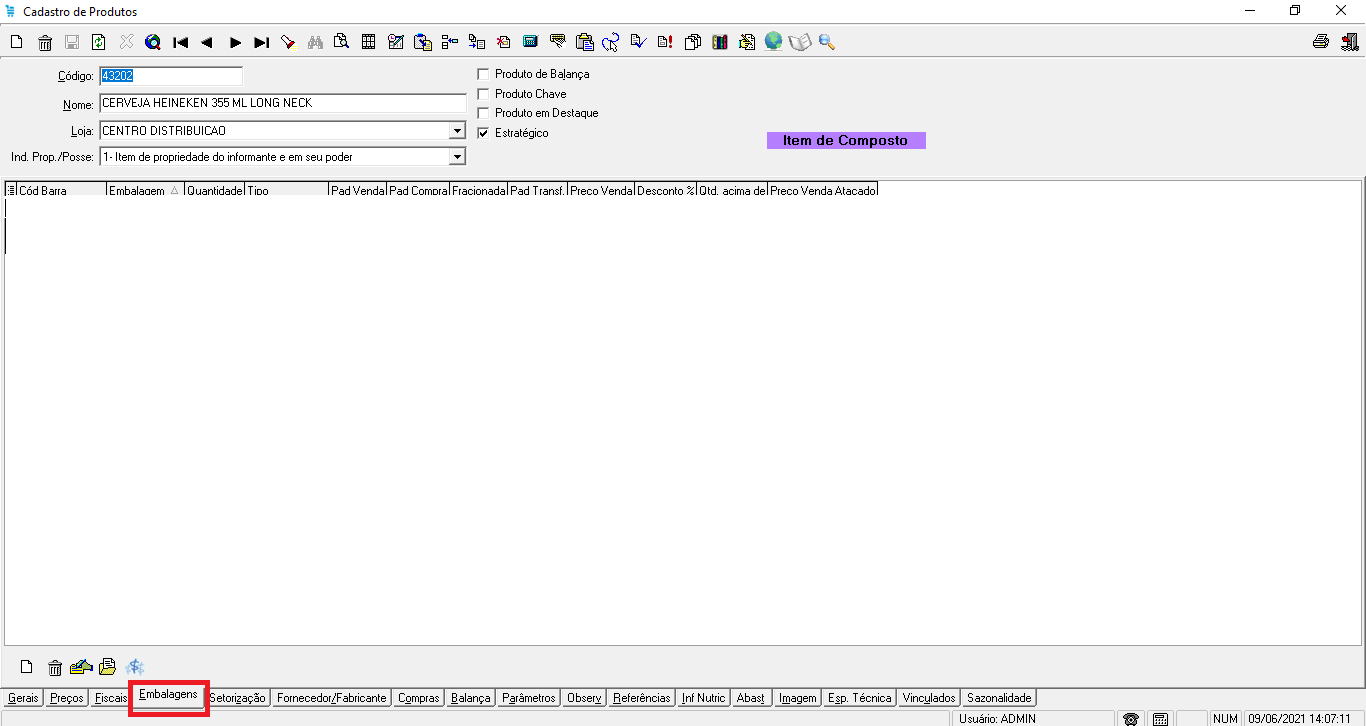 Cadastro de Produtos
Código: 43202
Nome: CERVEJA HEINEKEN 355 ML LONG NECK
Loja: CENTRO DISTRIBUICAO
Ind. Prop./Posse: 1- Item de propriedade do informante e em seu poder
Produto de Balança
Produto Chave
Produto em Destaque
Estratégico
Item de Composto
Cód Barra Embalagem Quantidade Tipo Pad Venda Pad Compra Fracionada Pad Transf. Preço Venda Desconto % Qtd. acima de Preço Venda Atacado
Gerais Preços Fiscais Embalagens Setorização Fornecedor/Fabricante Compras Balança Parâmetros Observ Referências Inf Nutric Abast Imagem Esp. Técnica Vinculados Sazonalidade
Usuário: ADMIN NUM 09/06/2021 14:07:11